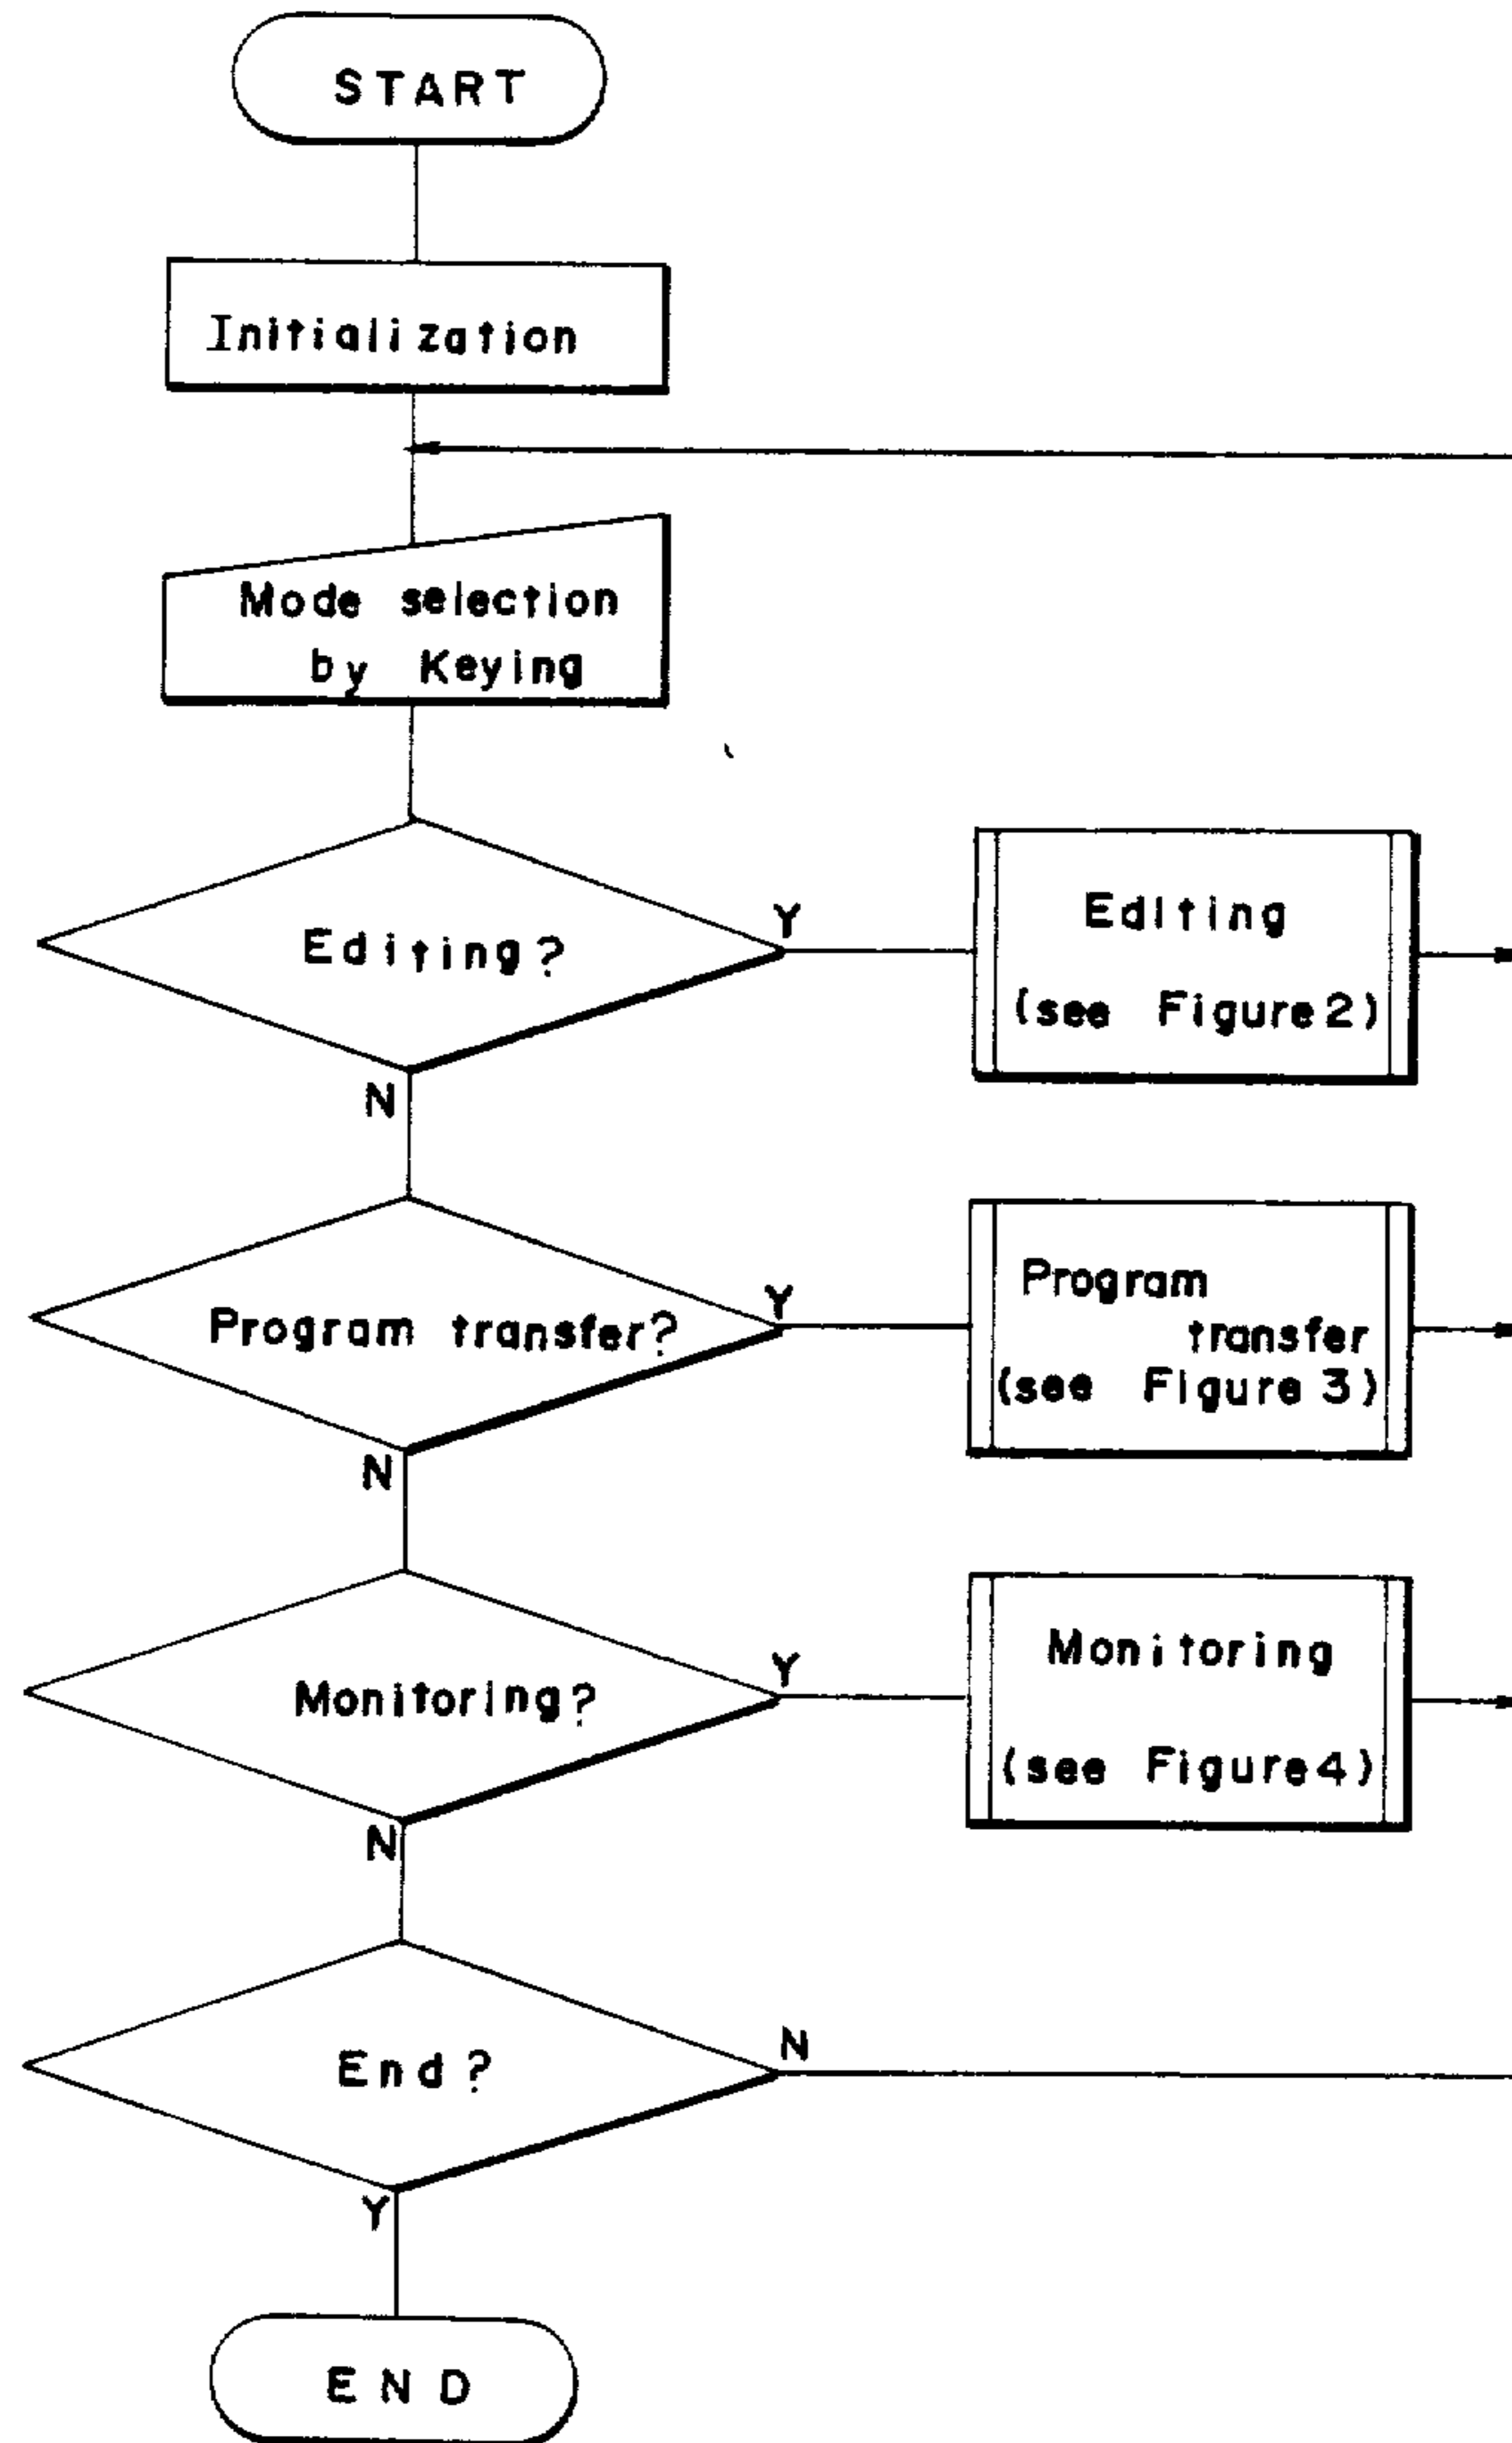 START
Initialization
Mode selection
by Keying
Editing?
Y
Editing
(see Figure 2)
N
Program transfer?
Y
Program
transfer
(see Figure 3)
N
Monitoring?
Y
Monitoring
(see Figure 4)
N
End?
N
Y
END